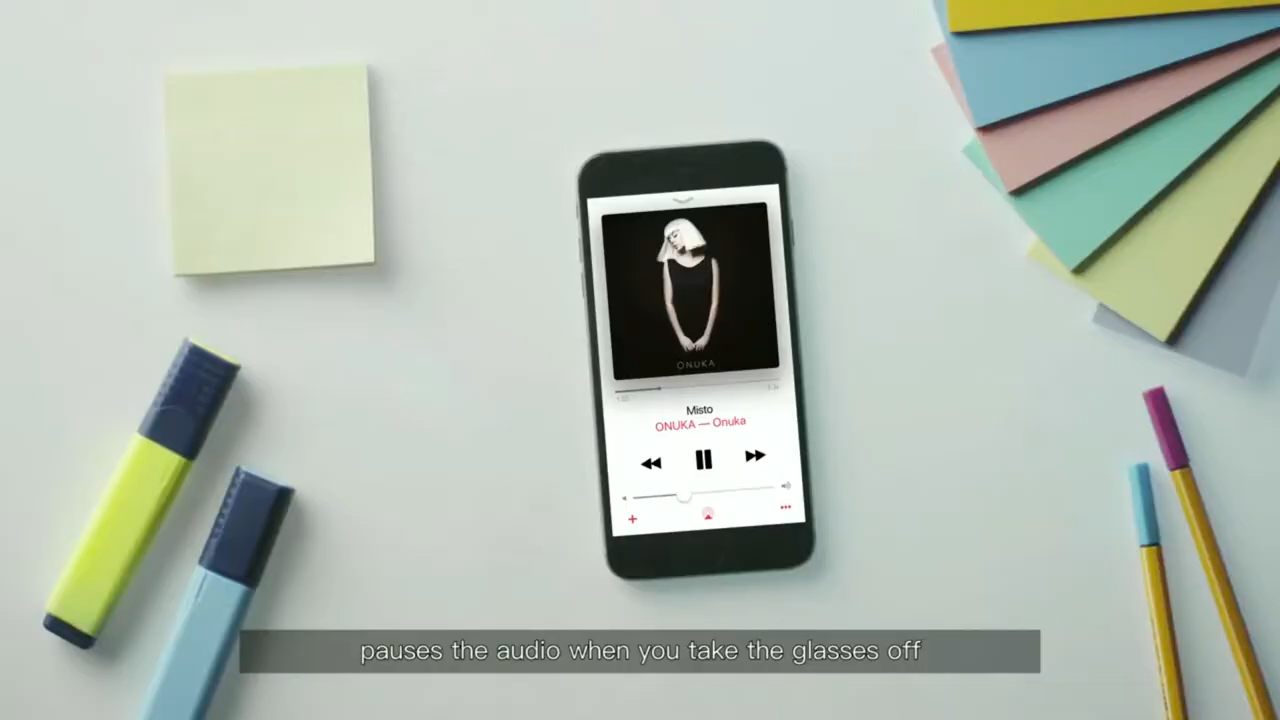 ONUKA
Misto
ONUKA — Onuka
pauses the audio when you take the glasses off